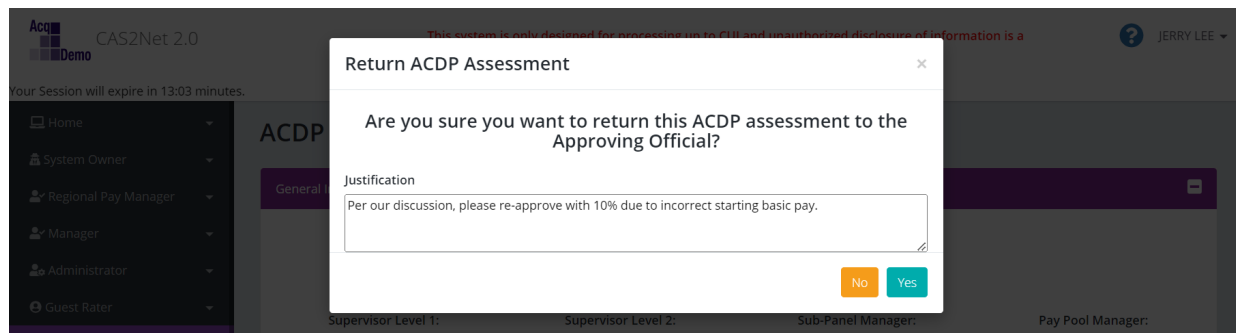 Acq
Demo
CAS2Net 2.0
This system is only designed for processing up to CUI and unauthorized disclosure of information is a
?
JERRY LEE
Your Session will expire in 13:03 minutes.
Home
System Owner
Regional Pay Manager
Manager
Administrator
Guest Rater
ACDP
General I
Return ACDP Assessment
×
Are you sure you want to return this ACDP assessment to the
Approving Official?
Justification
Per our discussion, please re-approve with 10% due to incorrect starting basic pay.
No
Yes
Supervisor Level 1:
Supervisor Level 2:
Sub-Panel Manager:
Pay Pool Manager: